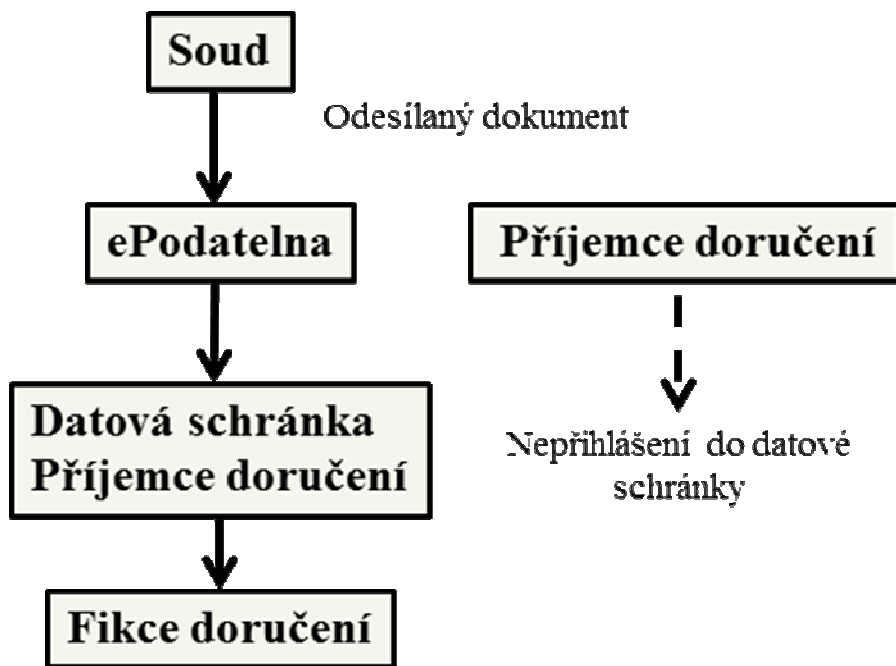 Soud
Odesílaný dokument
ePodatelna
Příjemce doručení
Datová schránka
Příjemce doručení
Nepřihlášení do datové
schránky
Fikce doručení